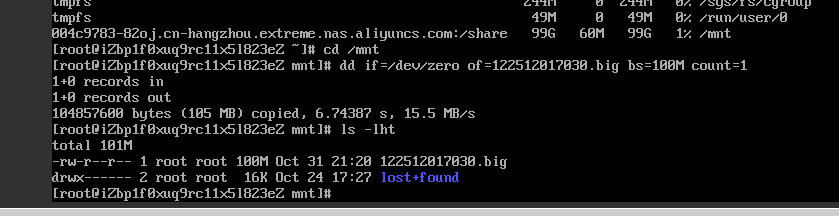 tmpfs 244M 0 244M 0% /sys/fs/cgroup
tmpfs 49M 0 49M 0% /run/user/0
004c9783-82oj.cn-hangzhou.extreme.nas.aliyuncs.com:/share 99G 60M 99G 1% /mnt
[root@iZbp1f0xuq9rc11x5l823eZ ~]# cd /mnt
[root@iZbp1f0xuq9rc11x5l823eZ mnt]# dd if=/dev/zero of=122512017030.big bs=100M count=1
1+0 records in
1+0 records out
104857600 bytes (105 MB) copied, 6.74387 s, 15.5 MB/s
[root@iZbp1f0xuq9rc11x5l823eZ mnt]# ls -lht
total 101M
-rw-r--r-- 1 root root 100M Oct 31 21:20 122512017030.big
drwx------ 2 root root 16K Oct 24 17:27 lost+found
[root@iZbp1f0xuq9rc11x5l823eZ mnt]#